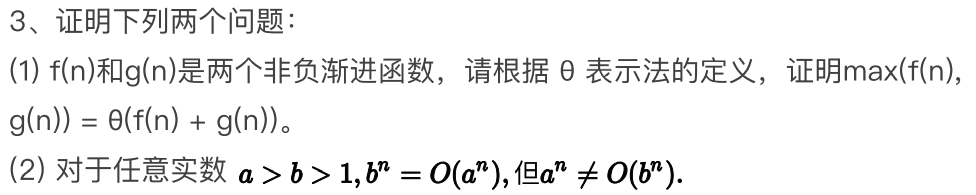 3、证明下列两个问题：
(1) f(n)和g(n)是两个非负渐进函数，请根据 θ 表示法的定义，证明max(f(n),
g(n)) = θ(f(n) + g(n))。
(2) 对于任意实数 a > b > 1, bⁿ = O(aⁿ), 但aⁿ ≠ O(bⁿ).